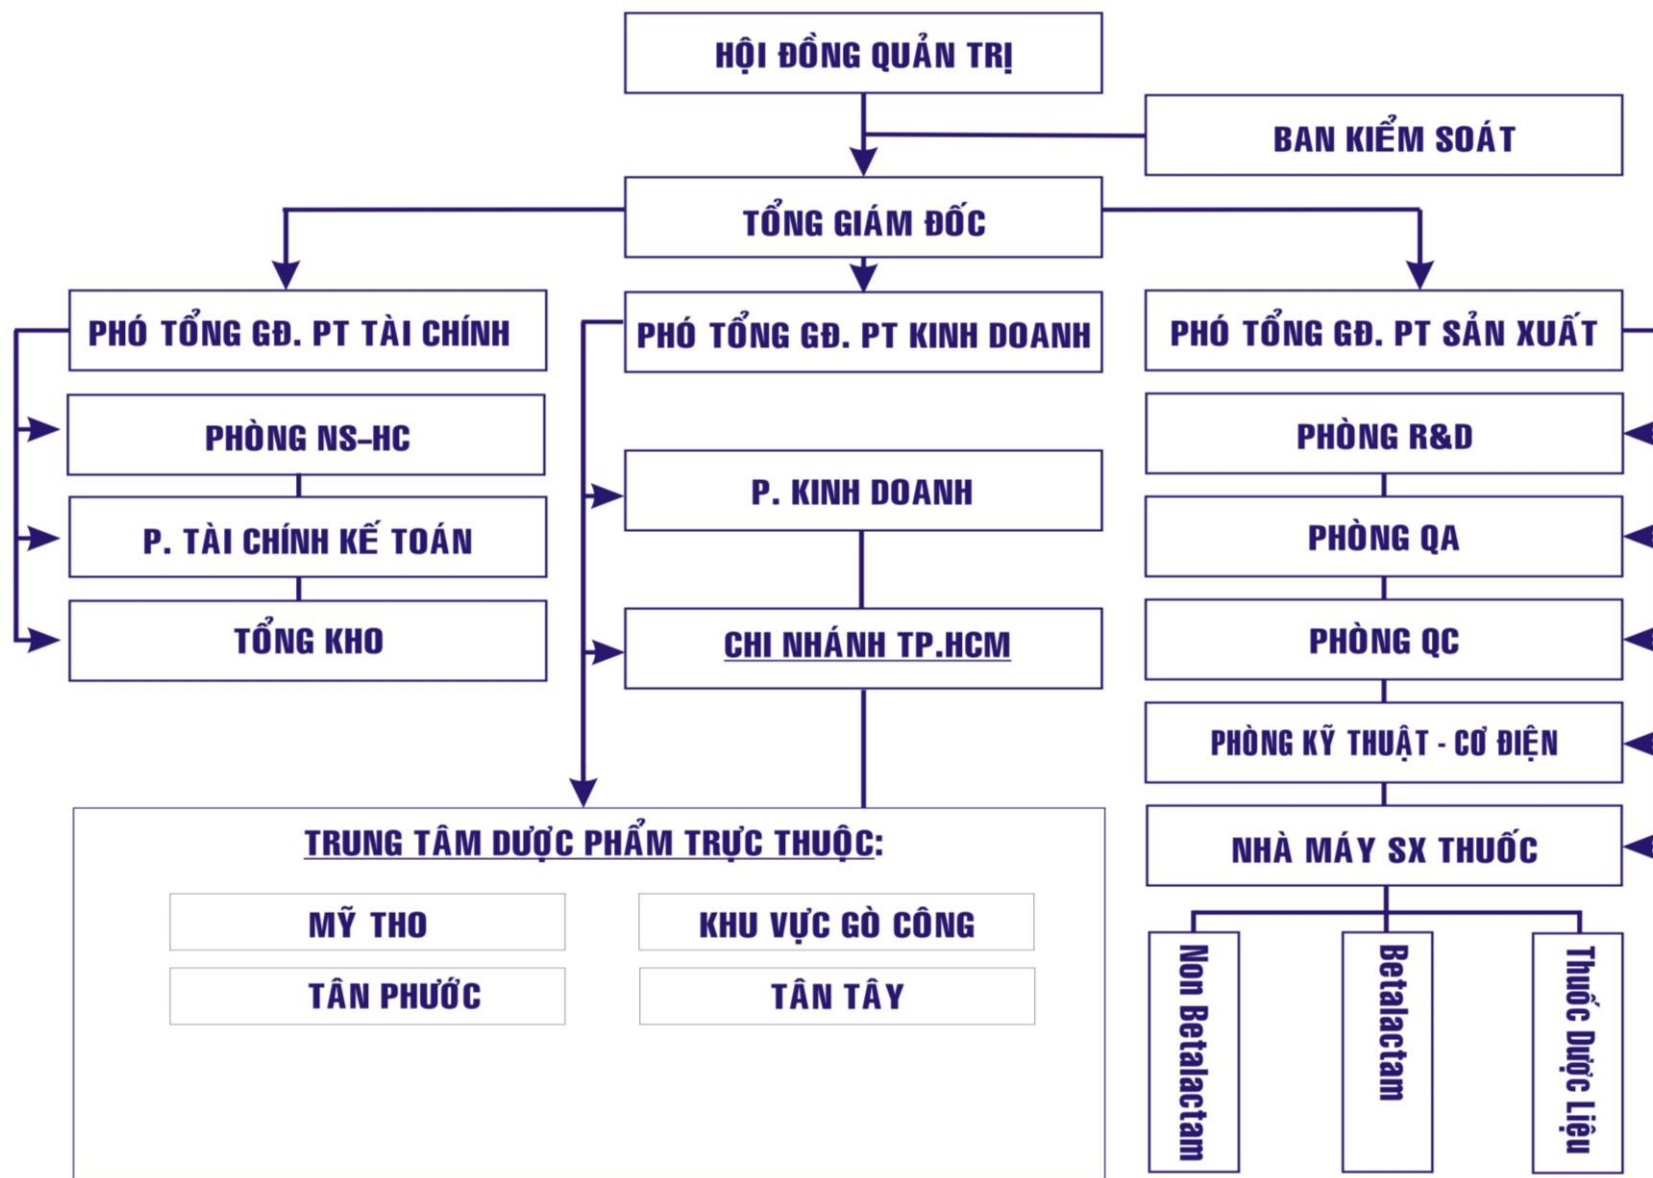 HỘI ĐỒNG QUẢN TRỊ
BAN KIỂM SOÁT
TỔNG GIÁM ĐỐC
PHÓ TỔNG GĐ. PT TÀI CHÍNH
PHÓ TỔNG GĐ. PT KINH DOANH
PHÓ TỔNG GĐ. PT SẢN XUẤT
PHÒNG NS-HC
P. TÀI CHÍNH KẾ TOÁN
TỔNG KHO
P. KINH DOANH
CHI NHÁNH TP.HCM
PHÒNG R&D
PHÒNG QA
PHÒNG QC
PHÒNG KỸ THUẬT - CƠ ĐIỆN
NHÀ MÁY SX THUỐC
TRUNG TÂM DƯỢC PHẨM TRỰC THUỘC:
MỸ THO
KHU VỰC GÒ CÔNG
TÂN PHƯỚC
TÂN TÂY
Non Betalactam
Betalactam
Thuốc Dược Liệu